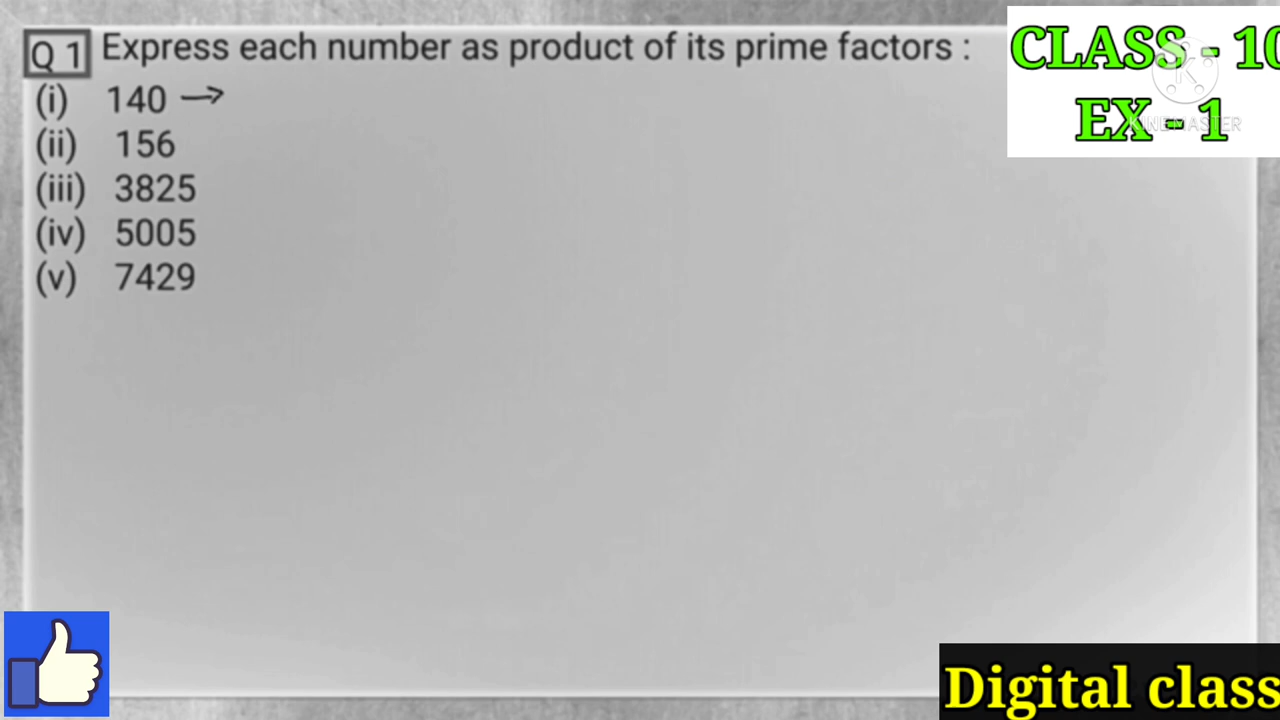 Q 1 Express each number as product of its prime factors :
(i) 140 →
(ii) 156
(iii) 3825
(iv) 5005
(v) 7429
CLASS - 10
EX - 1
KINEMASTER
Digital class